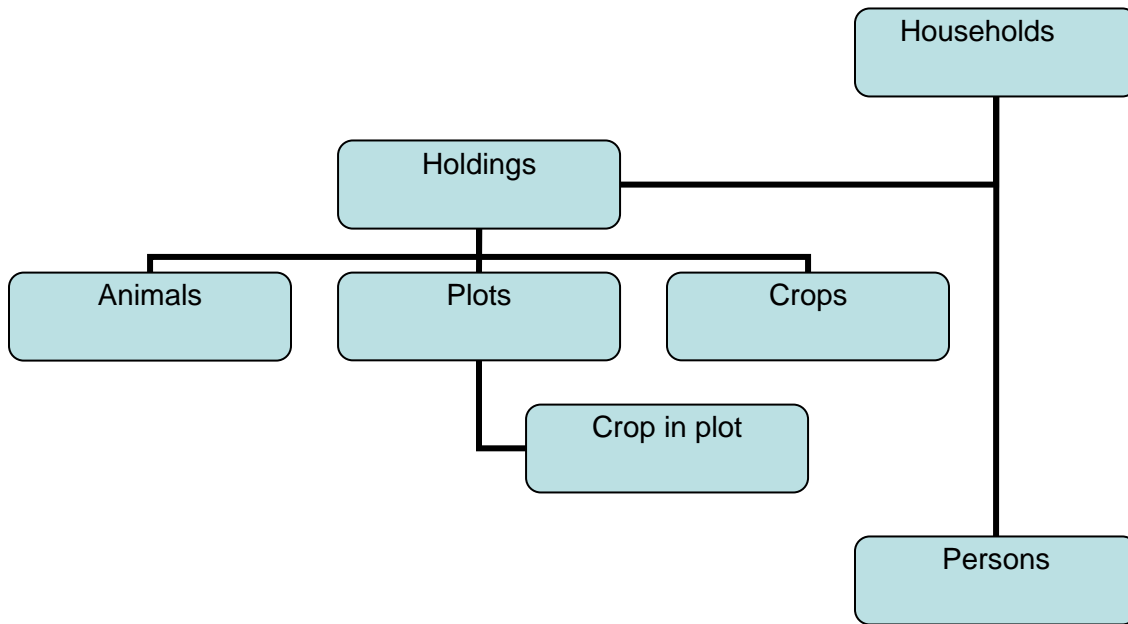 Households
Holdings
Animals
Plots
Crops
Crop in plot
Persons